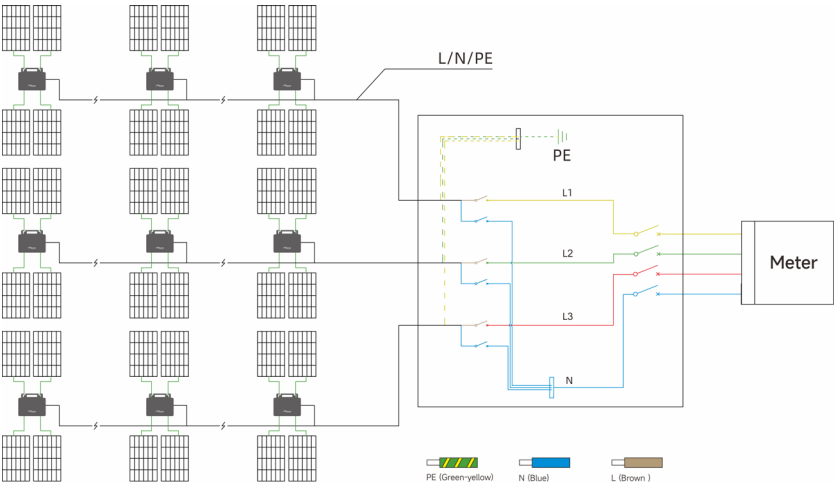 L/N/PE
PE
L1
L2
Meter
L3
N
PE (Green-yellow)
N (Blue)
L (Brown )